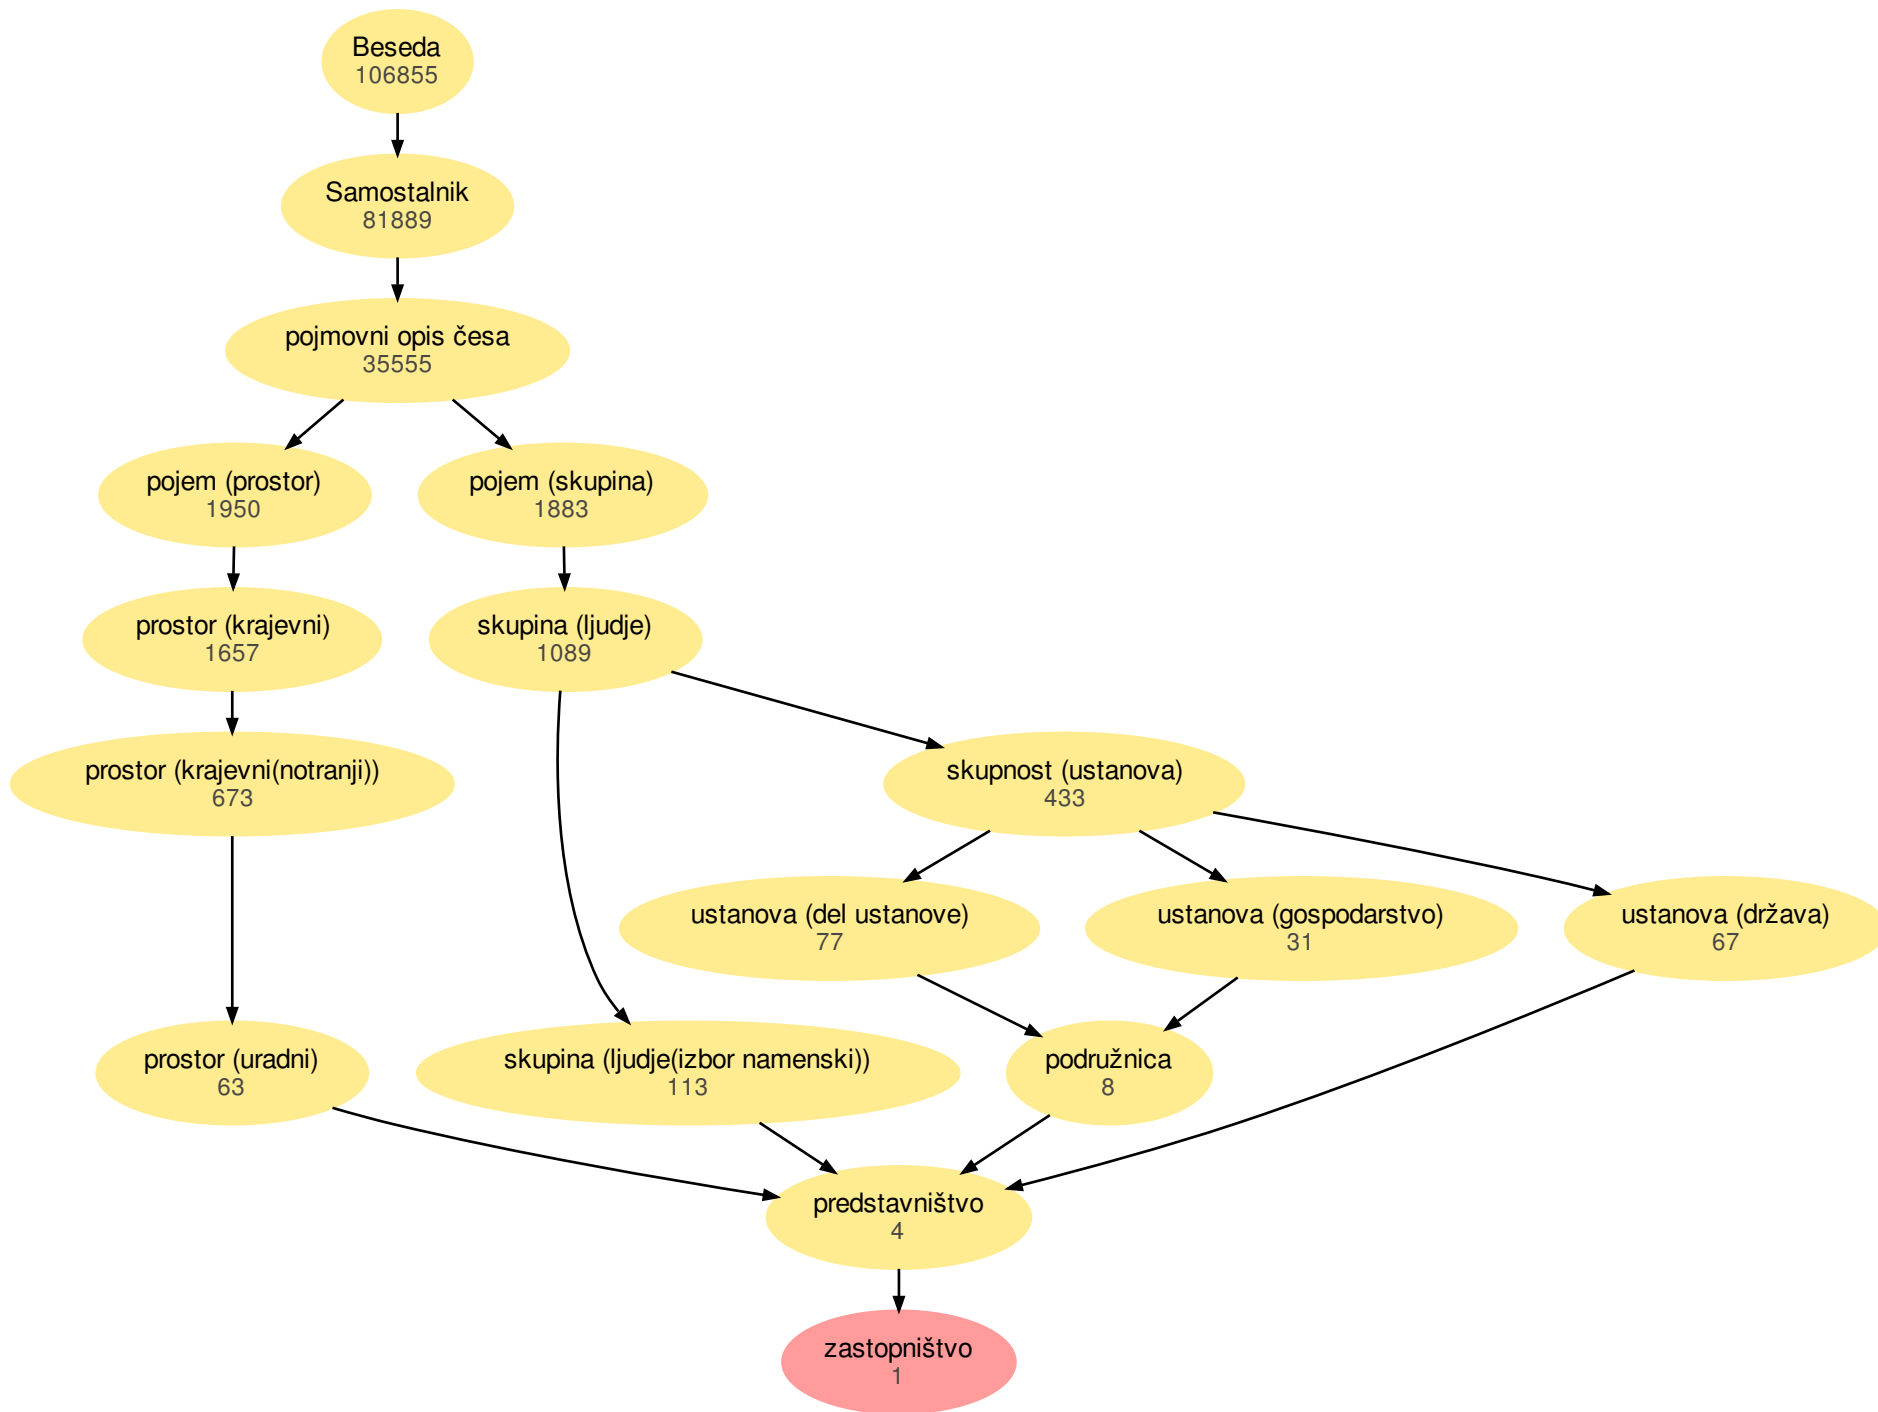 Beseda
106855
Samostalnik
81889
pojmovni opis česa
35555
pojem (prostor)
1950
pojem (skupina)
1883
prostor (krajevni)
1657
skupina (ljudje)
1089
prostor (krajevni(notranji))
673
skupnost (ustanova)
433
ustanova (del ustanove)
77
ustanova (gospodarstvo)
31
ustanova (država)
67
prostor (uradni)
63
skupina (ljudje(izbor namenski))
113
podružnica
8
predstavništvo
4
zastopništvo
1